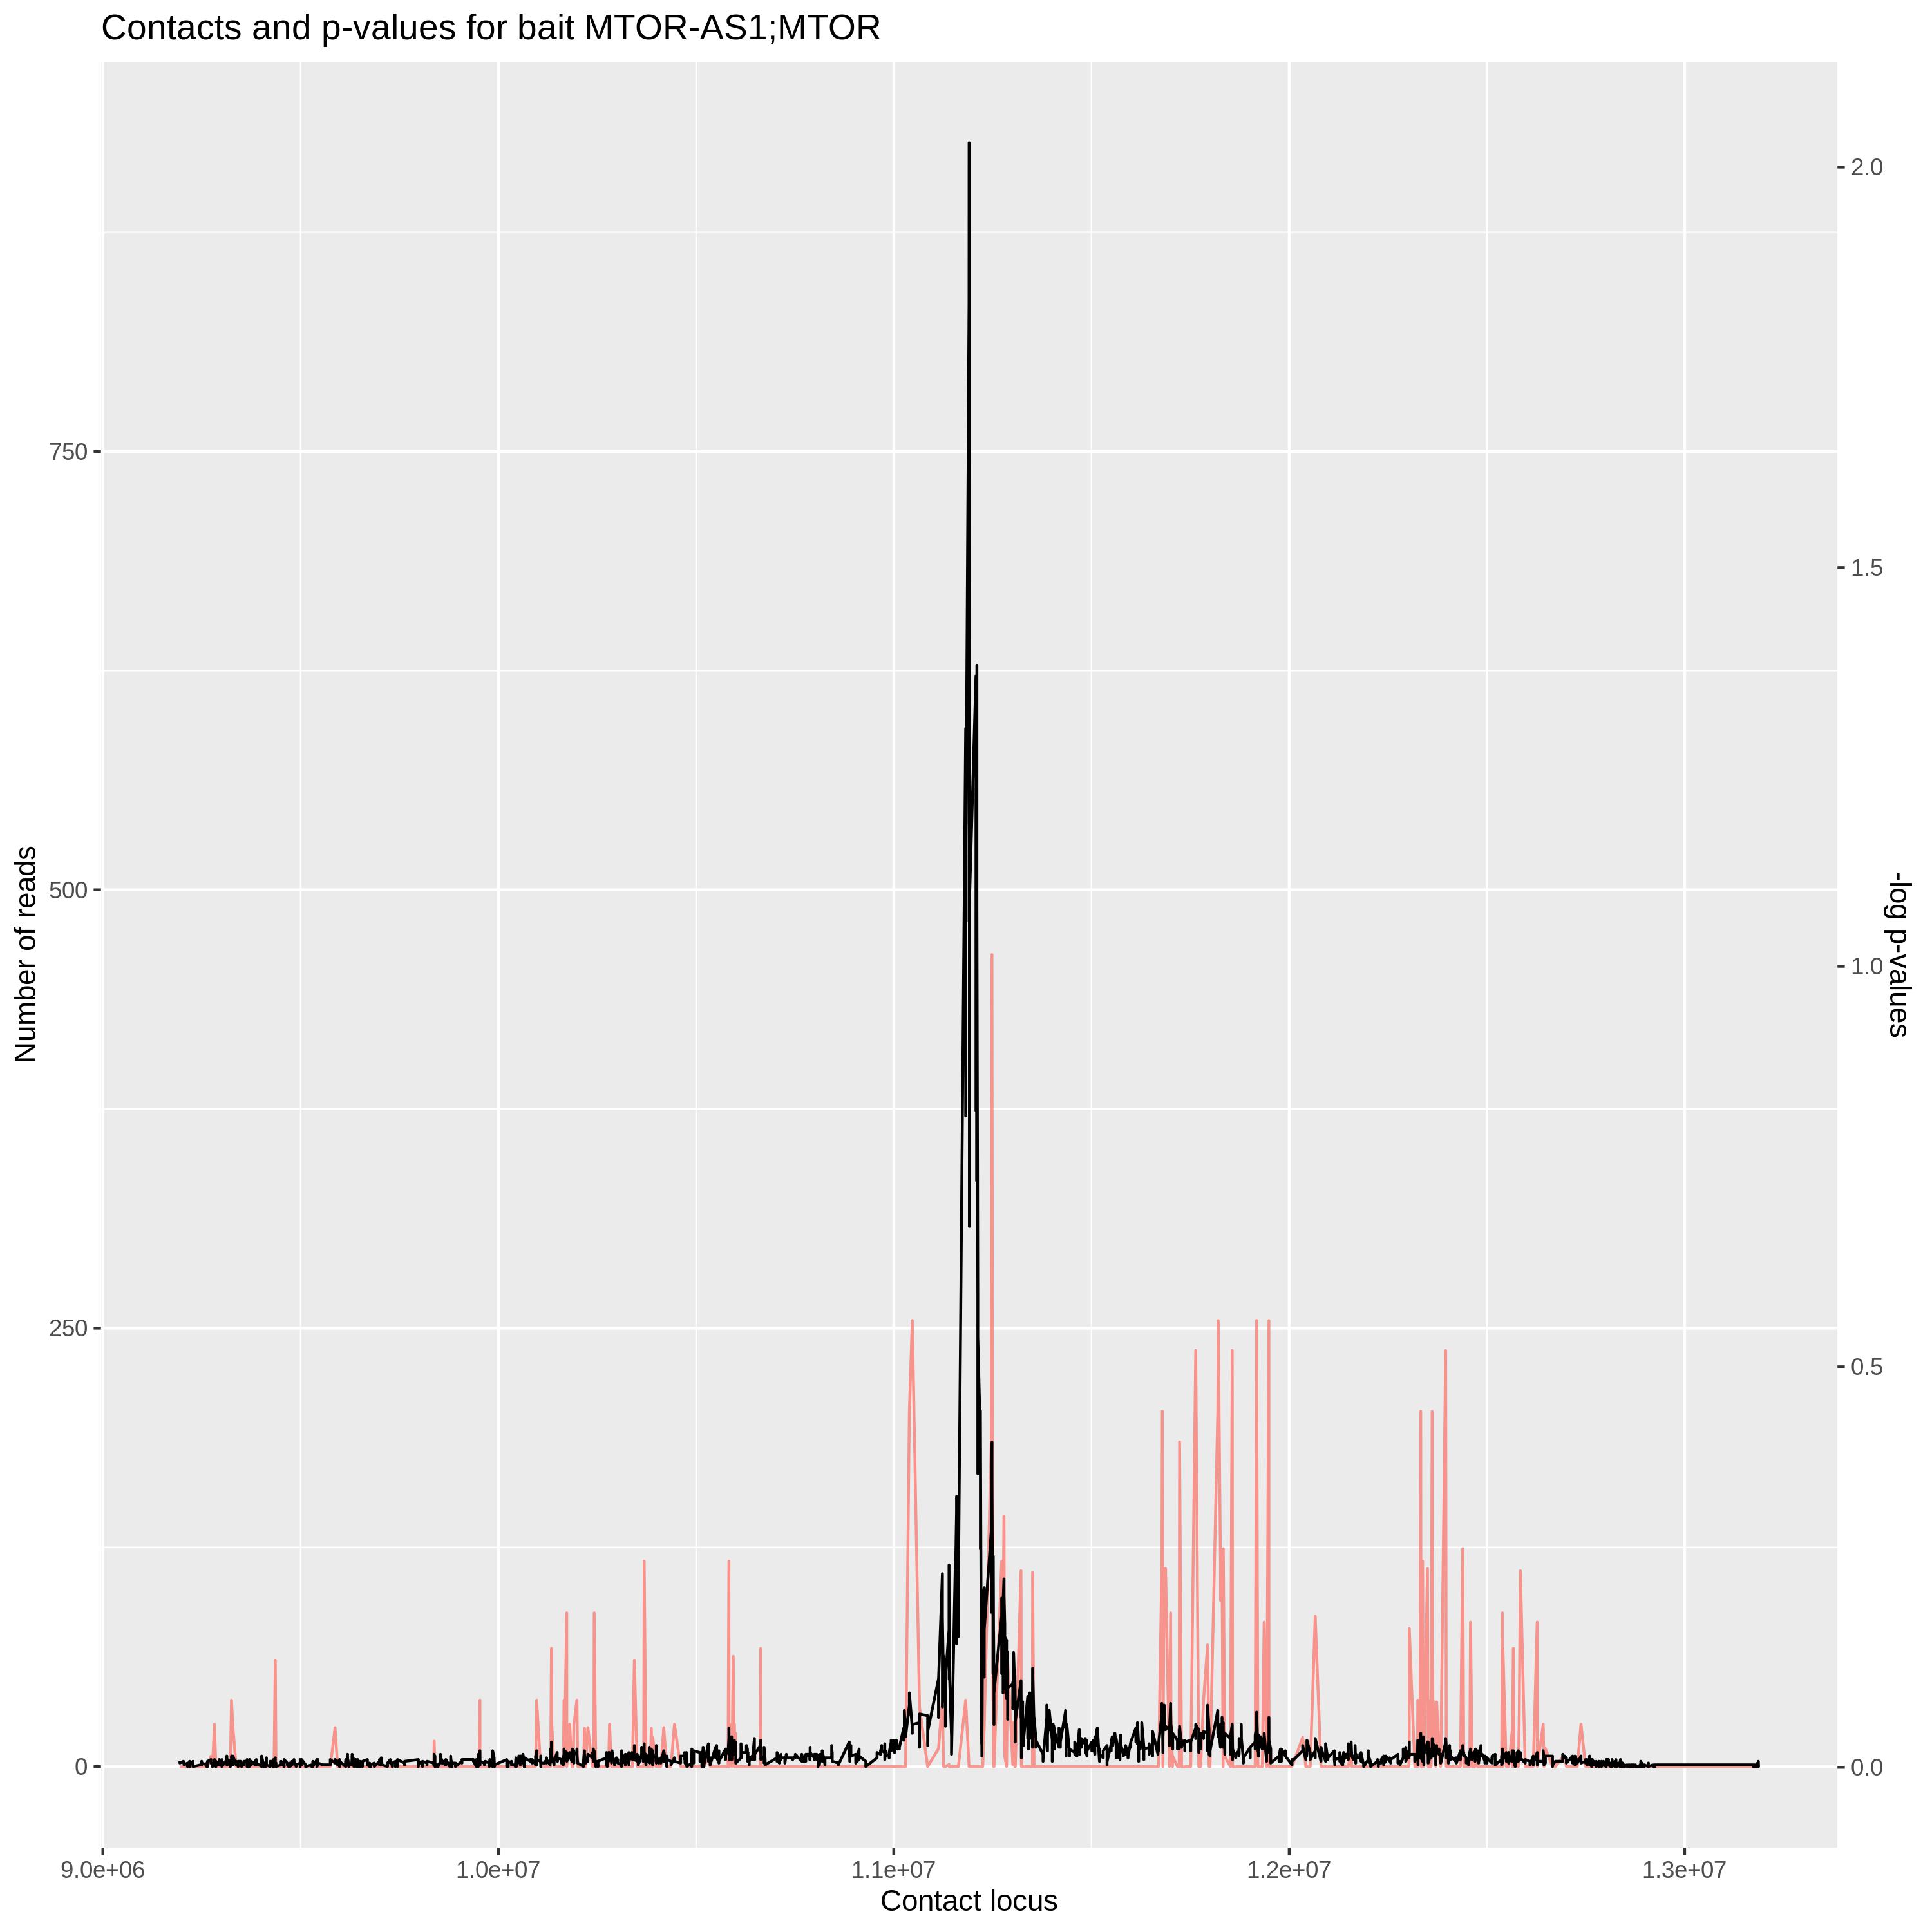 Contacts and p-values for bait MTOR-AS1;MTOR
Number of reads
750
500
250
0
2.0
1.5
1.0
0.5
0.0
-log p-values
9.0e+06
1.0e+07
1.1e+07
1.2e+07
1.3e+07
Contact locus